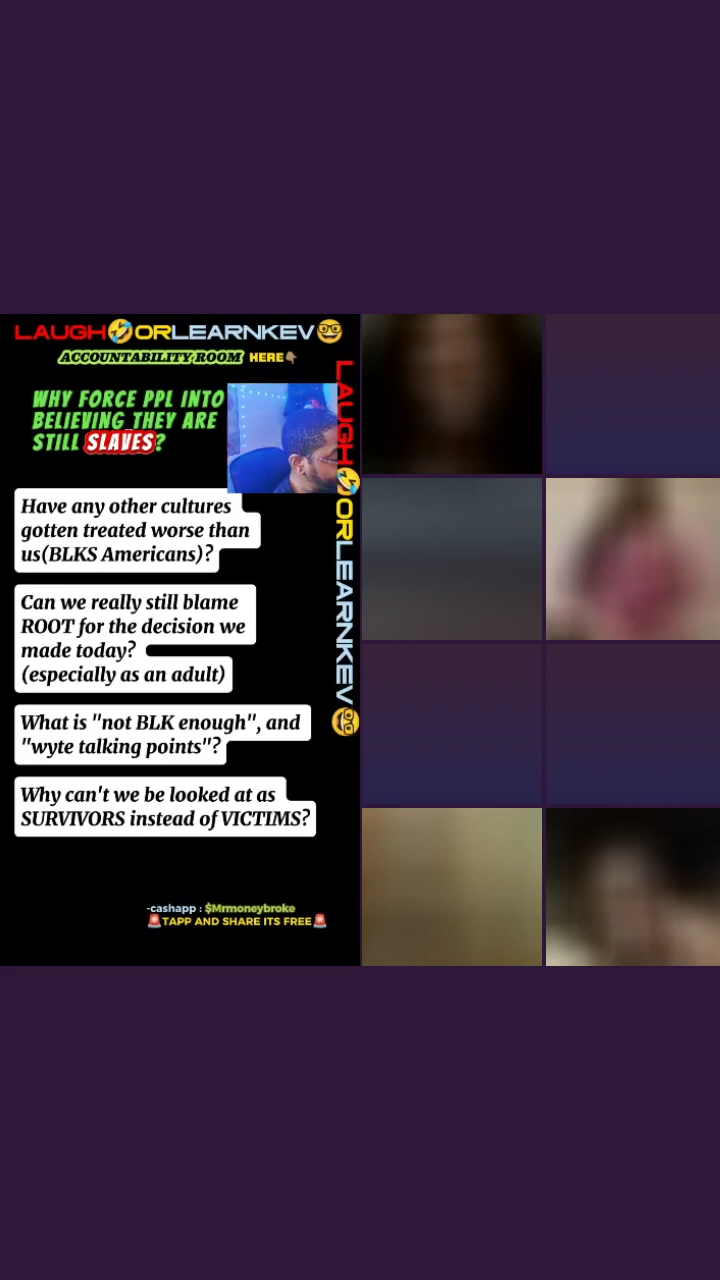 LAUGH🤣ORLEARNKEV🤓
ACCOUNTABILITY ROOM HERE👇🏽
WHY FORCE PPL INTO
BELIEVING THEY ARE
STILL SLAVES?
LAUGH🤣ORLEARNKEV🤓
Have any other cultures
gotten treated worse than
us(BLKS Americans)?
Can we really still blame
ROOT for the decision we
made today?
(especially as an adult)
What is "not BLK enough", and
"wyte talking points"?
Why can't we be looked at as
SURVIVORS instead of VICTIMS?
-cashapp : $Mrmoneybroke
🚨TAPP AND SHARE ITS FREE🚨